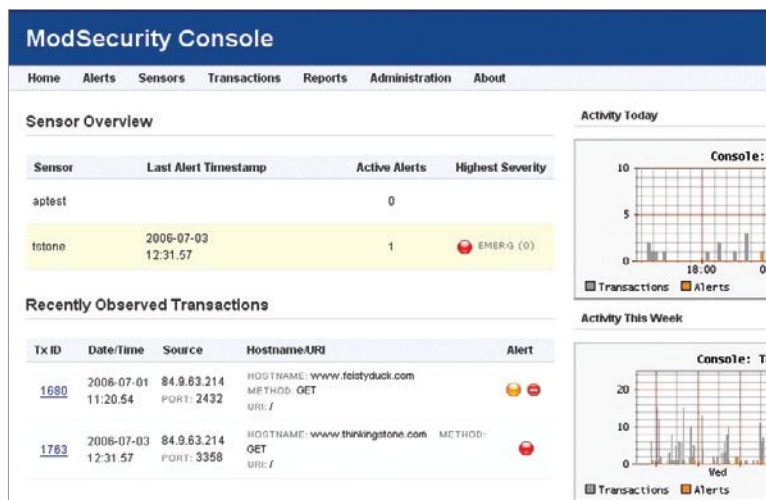 ModSecurity Console
Home Alerts Sensors Transactions Reports Administration About
Sensor Overview
Sensor Last Alert Timestamp Active Alerts Highest Severity
aptest 0
tstone 2006-07-03 12:31.57 1 EMERG (0)
Recently Observed Transactions
Tx ID Date/Time Source Hostname/URI Alert
1680 2006-07-01 11:20.54 84.9.63.214 PORT: 2432
HOSTNAME: www.feistyduck.com
METHOD: GET
URI: /
1763 2006-07-03 12:31.57 84.9.63.214 PORT: 3358
HOSTNAME: www.thinkingstone.com METHOD:
GET
URI: /
Activity Today
Console:
10
5
0
18:00 0
Transactions Alerts
Activity This Week
Console: T
20
10
0
Wed
Transactions Alerts